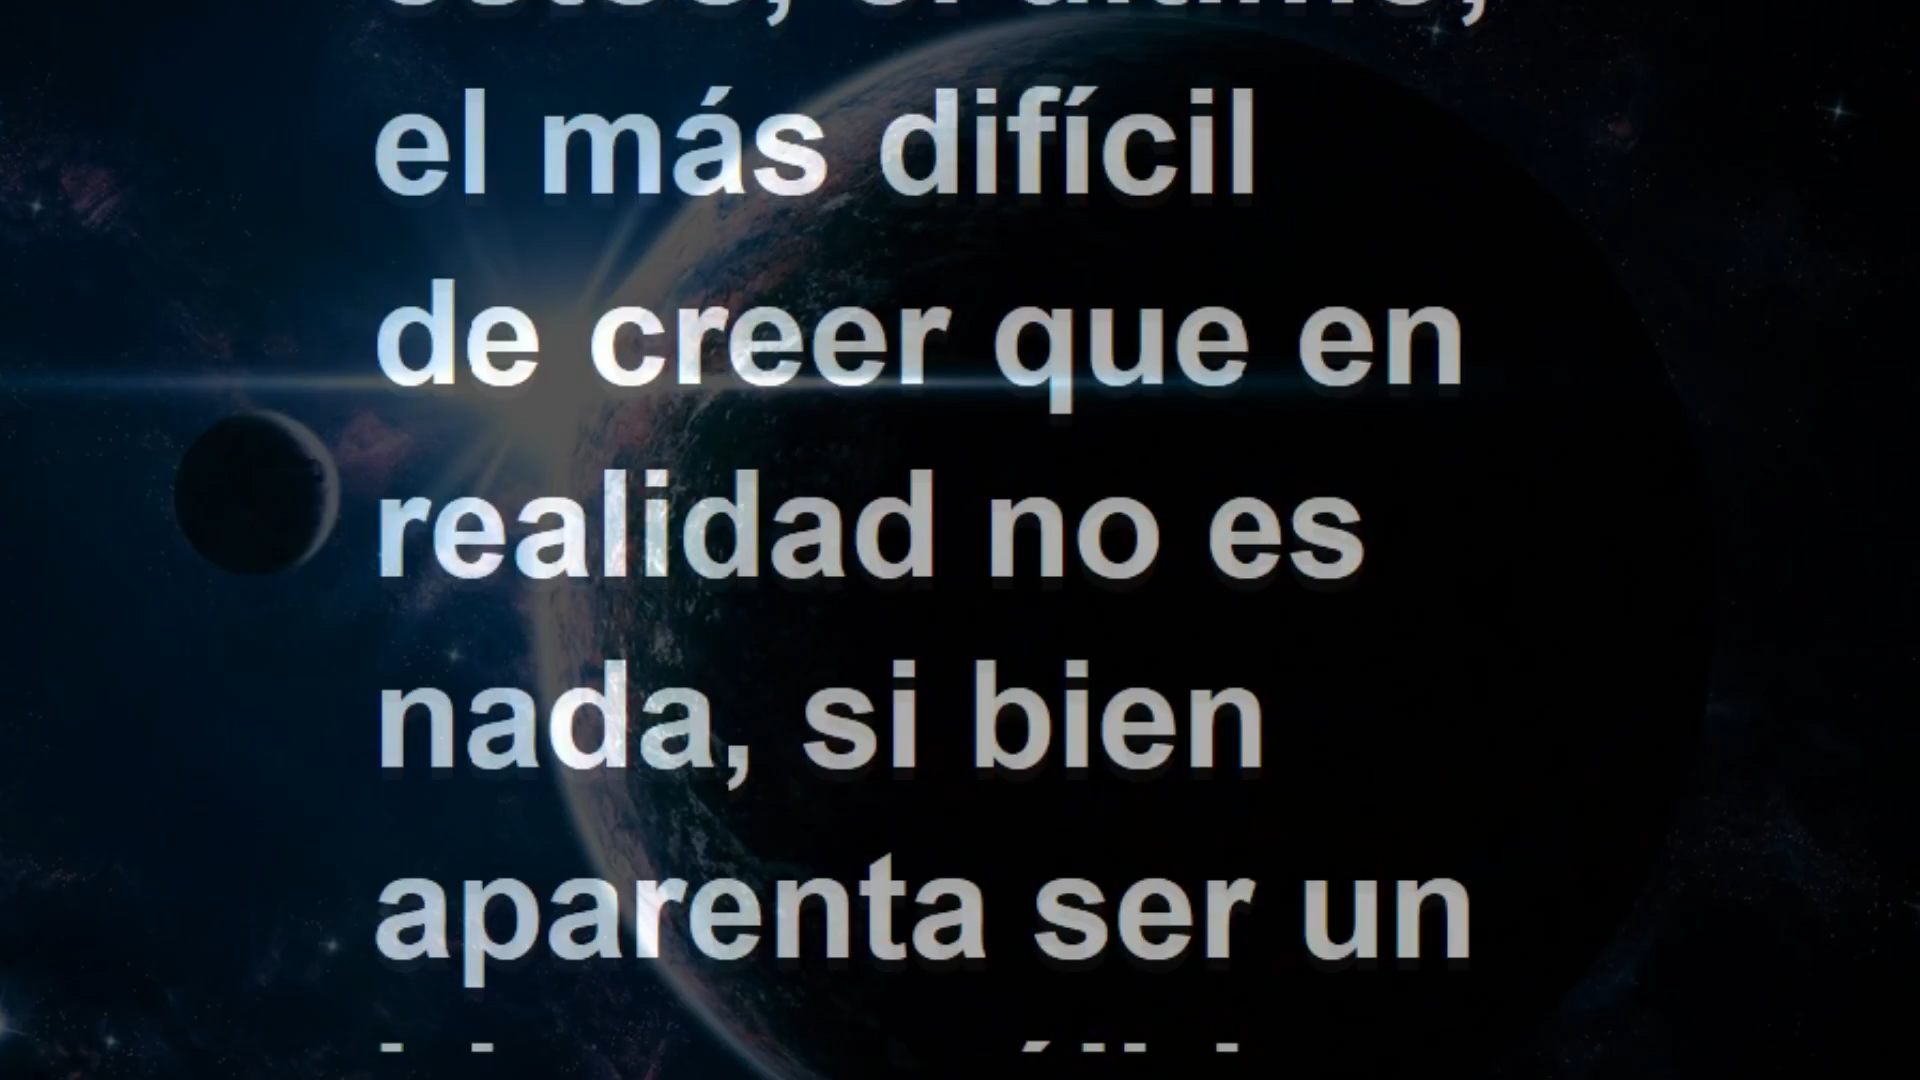 el más difícil
de creer que en
realidad no es
nada, si bien
aparenta ser un